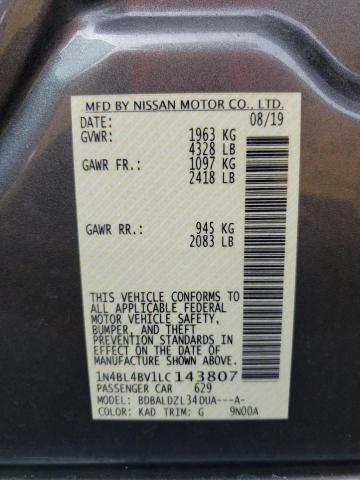 MFD BY NISSAN MOTOR CO., LTD.
DATE: 08/19
GVWR: 1963 KG
4328 LB
GAWR FR.: 1097 KG
2418 LB
GAWR RR.: 945 KG
2083 LB
THIS VEHICLE CONFORMS TO
ALL APPLICABLE FEDERAL
MOTOR VEHICLE SAFETY,
BUMPER, AND THEFT
PREVENTION STANDARDS
IN EFFECT ON THE DATE OF
MANUFACTURE SHOWN ABOVE.
1N4BL4BV1LC143807
PASSENGER CAR 629
MODEL: BDBALDZL34DUA---A-
COLOR: KAD TRIM: G 9N00A